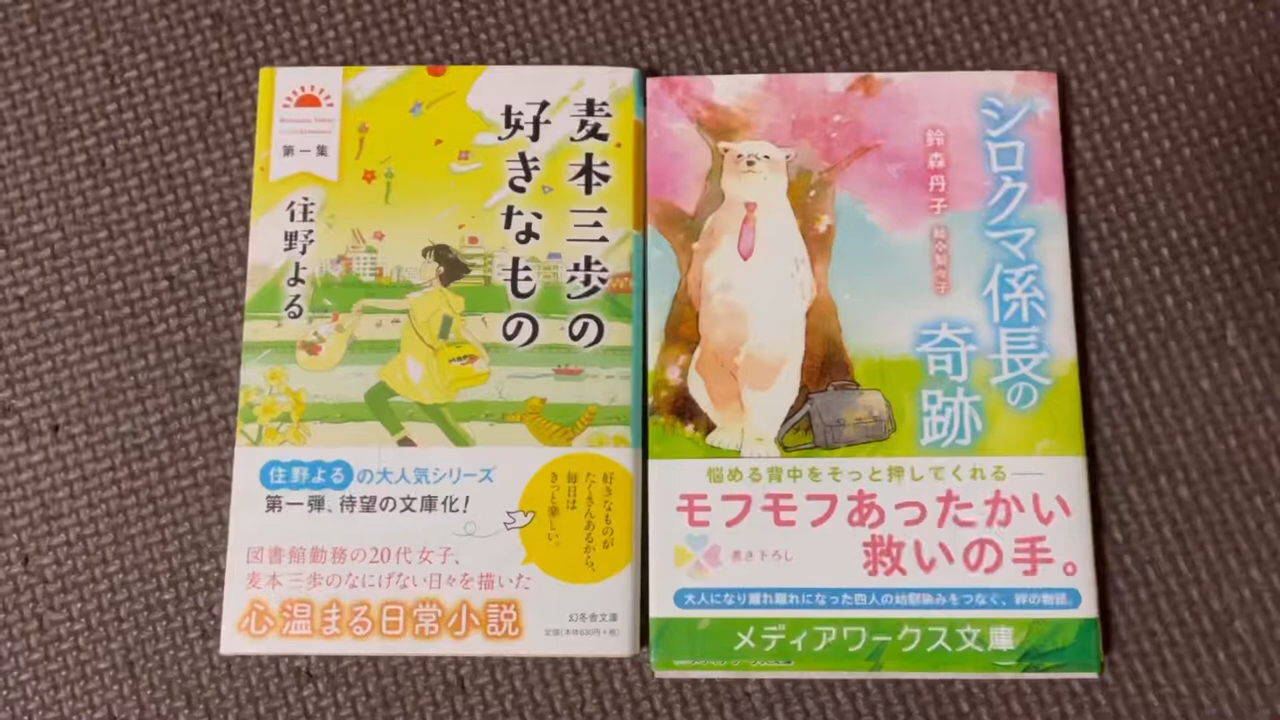 麦本三歩の
好きなもの
第一集
住野よる
住野よるの大人気シリーズ
第一弾、待望の文庫化!
好きなものが
たくさんあるから、
毎日は
きっと楽しい。
図書館勤務の20代女子、
麦本三歩のなにげない日々を描いた
心温まる日常小説
幻冬舎文庫
定価(本体630円+税)
シロクマ係長の
奇跡
鈴森丹子
悩める背中をそっと押してくれる──
モフモフあったかい
救いの手。
書き下ろし
大人になり離れ離れになった四人の幼馴染みをつなぐ、絆の物語。
メディアワークス文庫